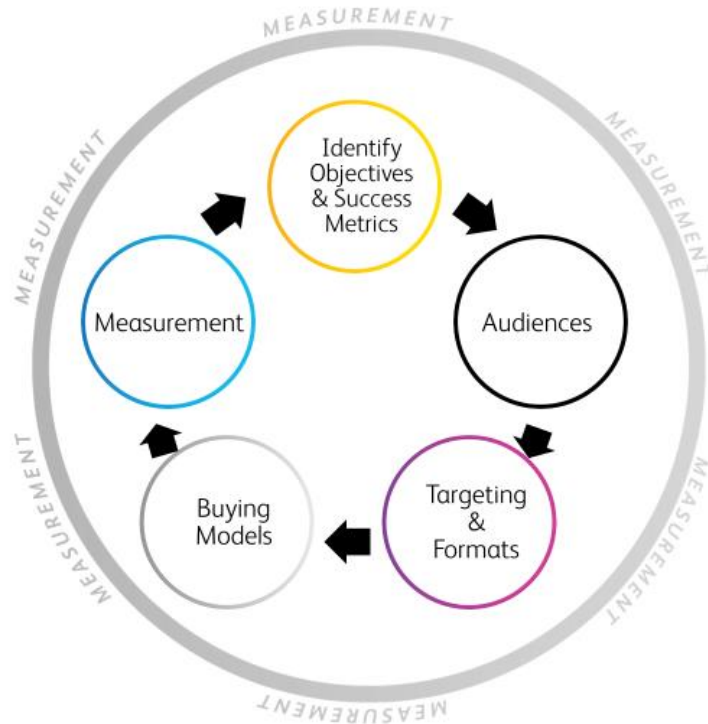 MEASUREMENT
MEASUREMENT
MEASUREMENT
Identify
Objectives
& Success
Metrics
Measurement
Audiences
Buying
Models
Targeting
&
Formats
MEASUREMENT
MEASUREMENT
MEASUREMENT